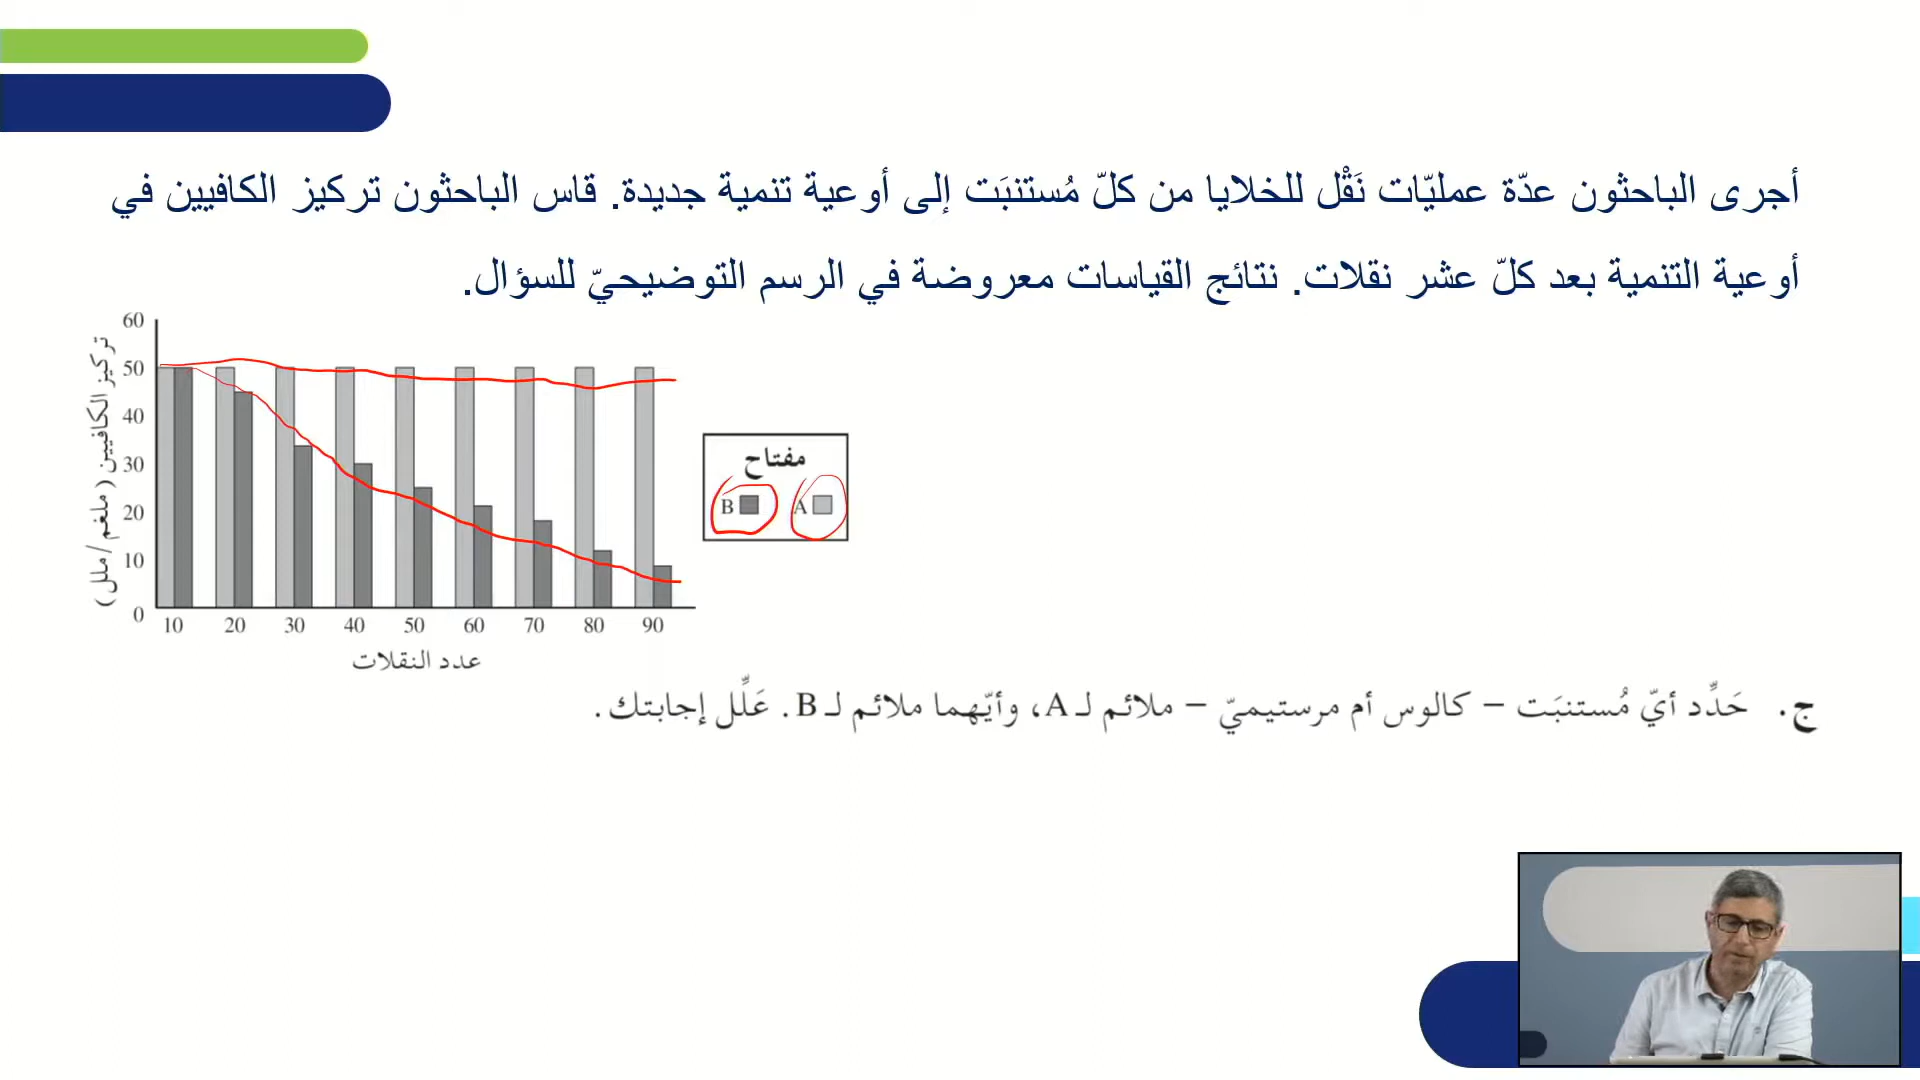 أجرى الباحثون عدّة عمليّات نَقْل للخلايا من كلّ مُستنبَت إلى أوعية تنمية جديدة. قاس الباحثون تركيز الكافيين في
أوعية التنمية بعد كلّ عشر نقلات. نتائج القياسات معروضة في الرسم التوضيحيّ للسؤال.
تركيز الكافيين (ملغم/ملل)
60
50
40
30
20
10
0
10 20 30 40 50 60 70 80 90
عدد النقلات
مفتاح
A B
ج. حَدِّد أيّ مُستنبَت – كالوس أم مرستيميّ – ملائم لـ A، وأيّهما ملائم لـ B. عَلِّل إجابتك.